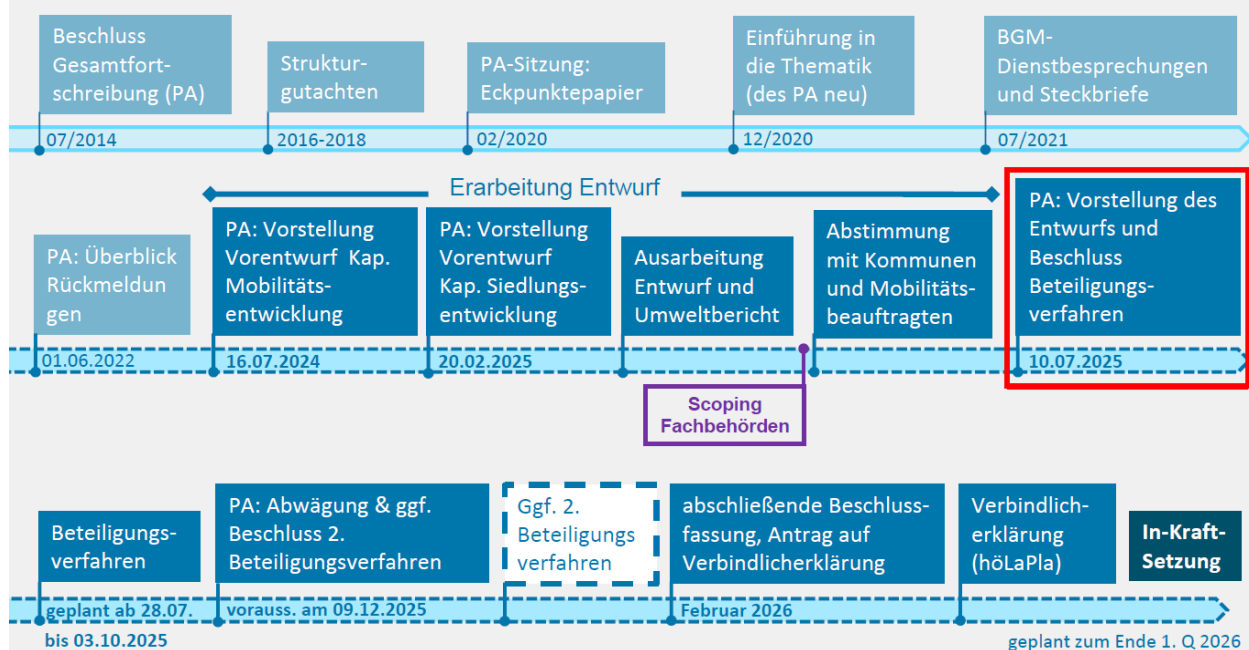 Beschluss
Gesamtfort-
schreibung (PA)
07/2014
Struktur-
gutachten
2016-2018
PA-Sitzung:
Eckpunktepapier
02/2020
Einführung in
die Thematik
(des PA neu)
12/2020
BGM-
Dienstbesprechungen
und Steckbriefe
07/2021
Erarbeitung Entwurf
PA: Überblick
Rückmeldun
gen
01.06.2022
PA: Vorstellung
Vorentwurf Kap.
Mobilitäts-
entwicklung
16.07.2024
PA: Vorstellung
Vorentwurf
Kap. Siedlungs-
entwicklung
20.02.2025
Ausarbeitung
Entwurf und
Umweltbericht
Scoping
Fachbehörden
Abstimmung
mit Kommunen
und Mobilitäts-
beauftragten
PA: Vorstellung des
Entwurfs und
Beschluss
Beteiligungs-
verfahren
10.07.2025
Beteiligungs-
verfahren
geplant ab 28.07.
bis 03.10.2025
PA: Abwägung & ggf.
Beschluss 2.
Beteiligungsverfahren
vorauss. am 09.12.2025
Ggf. 2.
Beteiligungs
verfahren
abschließende Beschluss-
fassung, Antrag auf
Verbindlicherklärung
Februar 2026
Verbindlich-
erklärung
(höLaPla)
In-Kraft-
Setzung
geplant zum Ende 1. Q 2026